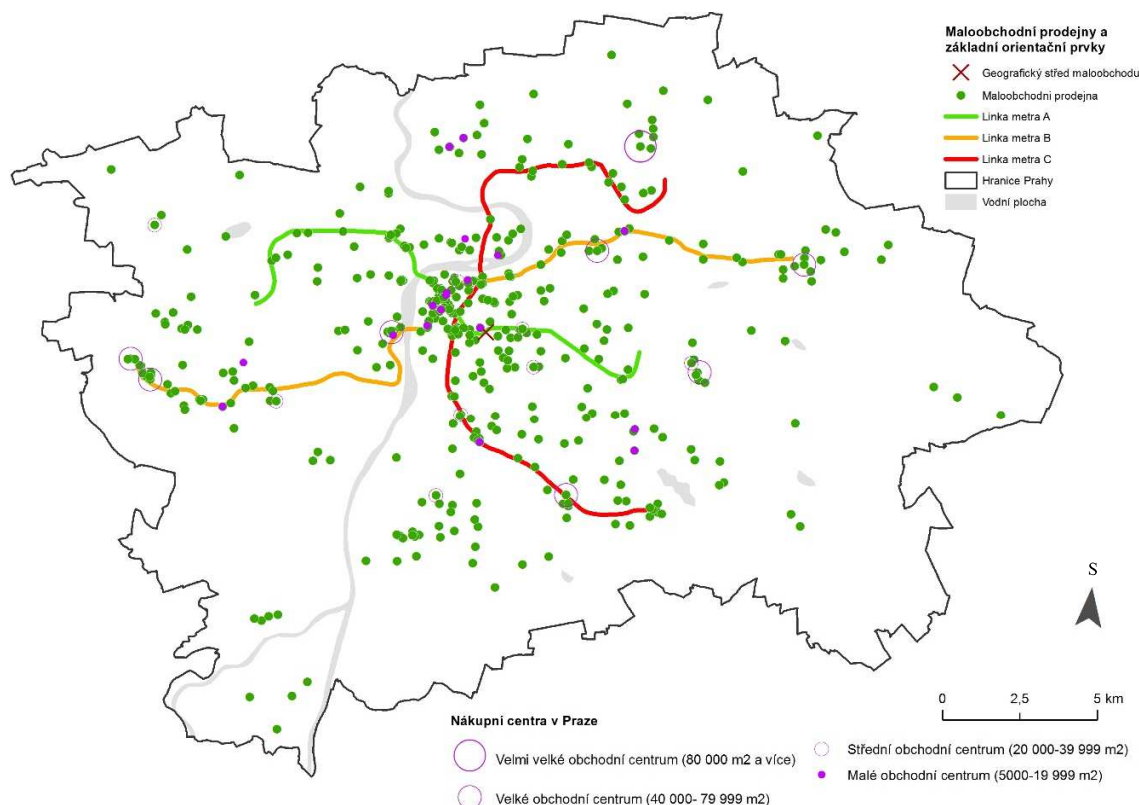 Maloobchodní prodejny a
základní orientační prvky
Geografický střed maloobchodu
Maloobchodní prodejna
Linka metra A
Linka metra B
Linka metra C
Hranice Prahy
Vodní plocha
S
0 2,5 5 km
Nákupní centra v Praze
Velmi velké obchodní centrum (80 000 m2 a více)
Velké obchodní centrum (40 000- 79 999 m2)
Střední obchodní centrum (20 000-39 999 m2)
Malé obchodní centrum (5000-19 999 m2)